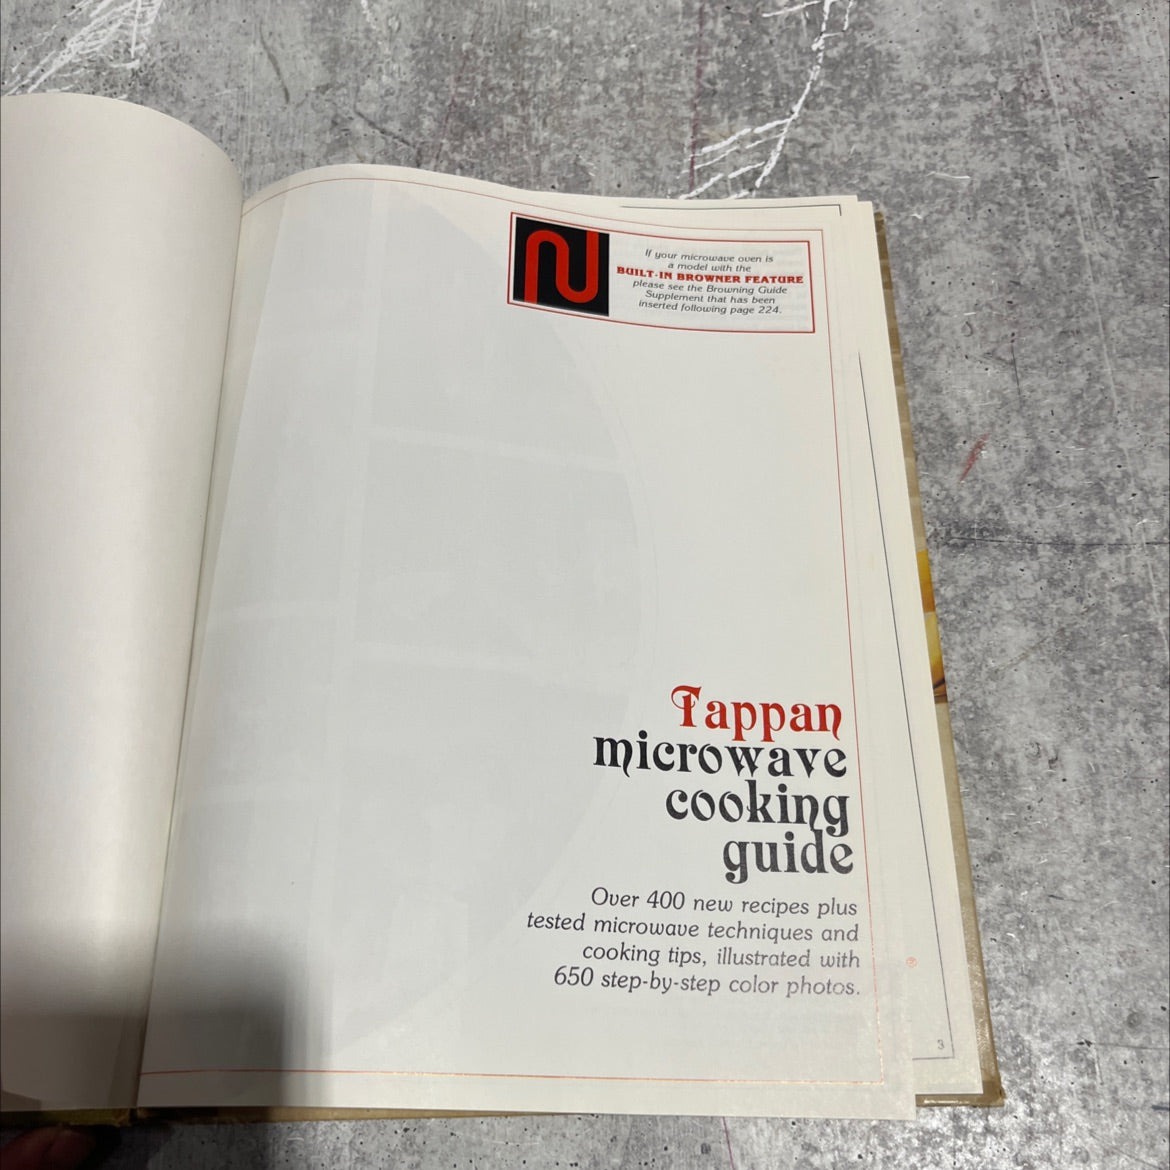 If your microwave oven is
a model with the
BUILT-IN BROWNER FEATURE
please see the Browning Guide
Supplement that has been
inserted following page 224.
Tappan
microwave
cooking
guide
Over 400 new recipes plus
tested microwave techniques and
cooking tips, illustrated with
650 step-by-step color photos.
3